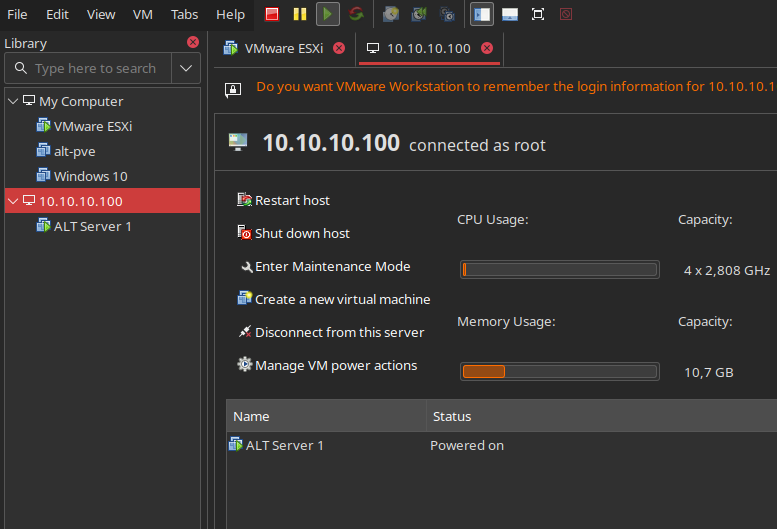 File Edit View VM Tabs Help
Library
Type here to search
My Computer
VMware ESXi
alt-pve
Windows 10
10.10.10.100
ALT Server 1
VMware ESXi
10.10.10.100
Do you want VMware Workstation to remember the login information for 10.10.10.1
10.10.10.100 connected as root
Restart host
Shut down host
Enter Maintenance Mode
Create a new virtual machine
Disconnect from this server
Manage VM power actions
CPU Usage: Capacity:
4 x 2,808 GHz
Memory Usage: Capacity:
10,7 GB
Name Status
ALT Server 1 Powered on